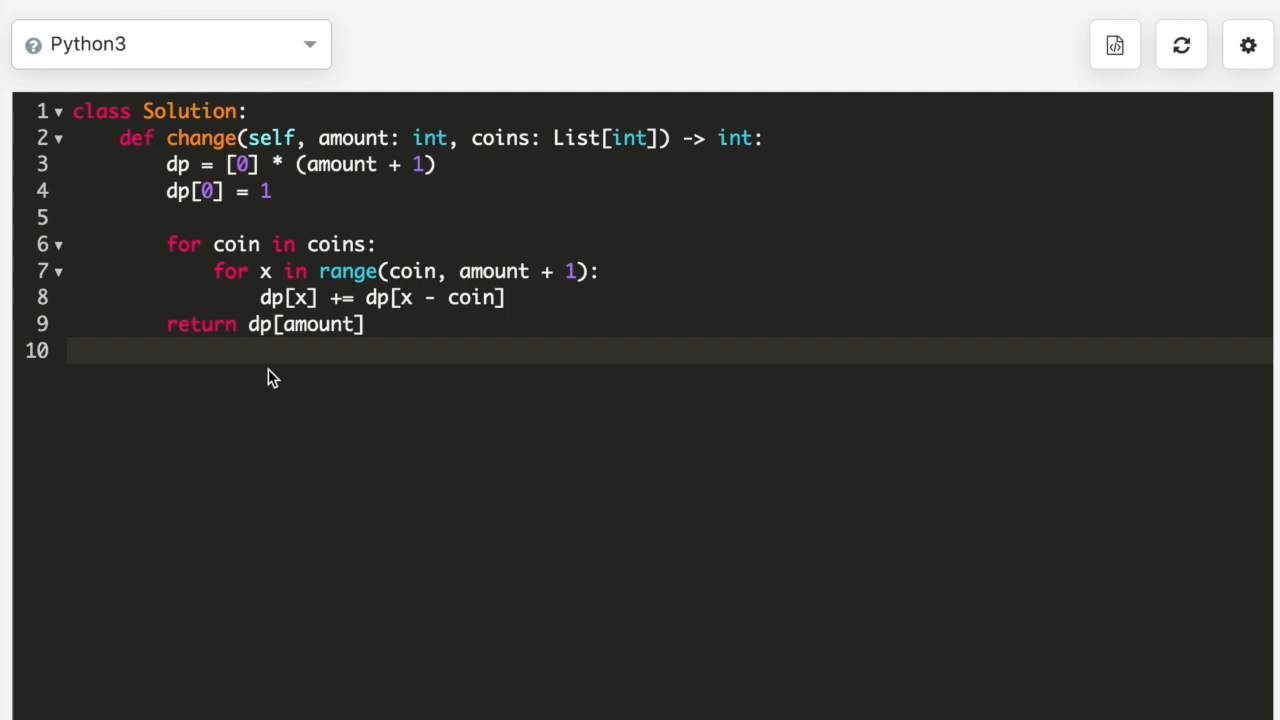 Python3
1 class Solution:
2     def change(self, amount: int, coins: List[int]) -> int:
3         dp = [0] * (amount + 1)
4         dp[0] = 1
5
6         for coin in coins:
7             for x in range(coin, amount + 1):
8                 dp[x] += dp[x - coin]
9         return dp[amount]
10